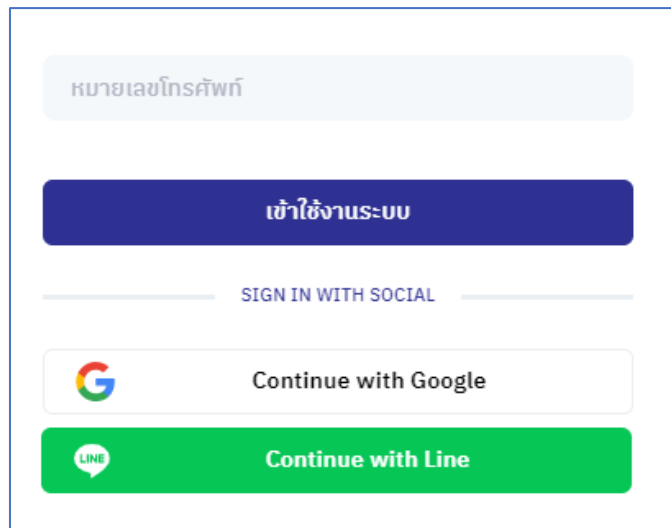 หมายเลขโทรศัพท์
เข้าใช้งานระบบ
SIGN IN WITH SOCIAL
Continue with Google
LINE
Continue with Line